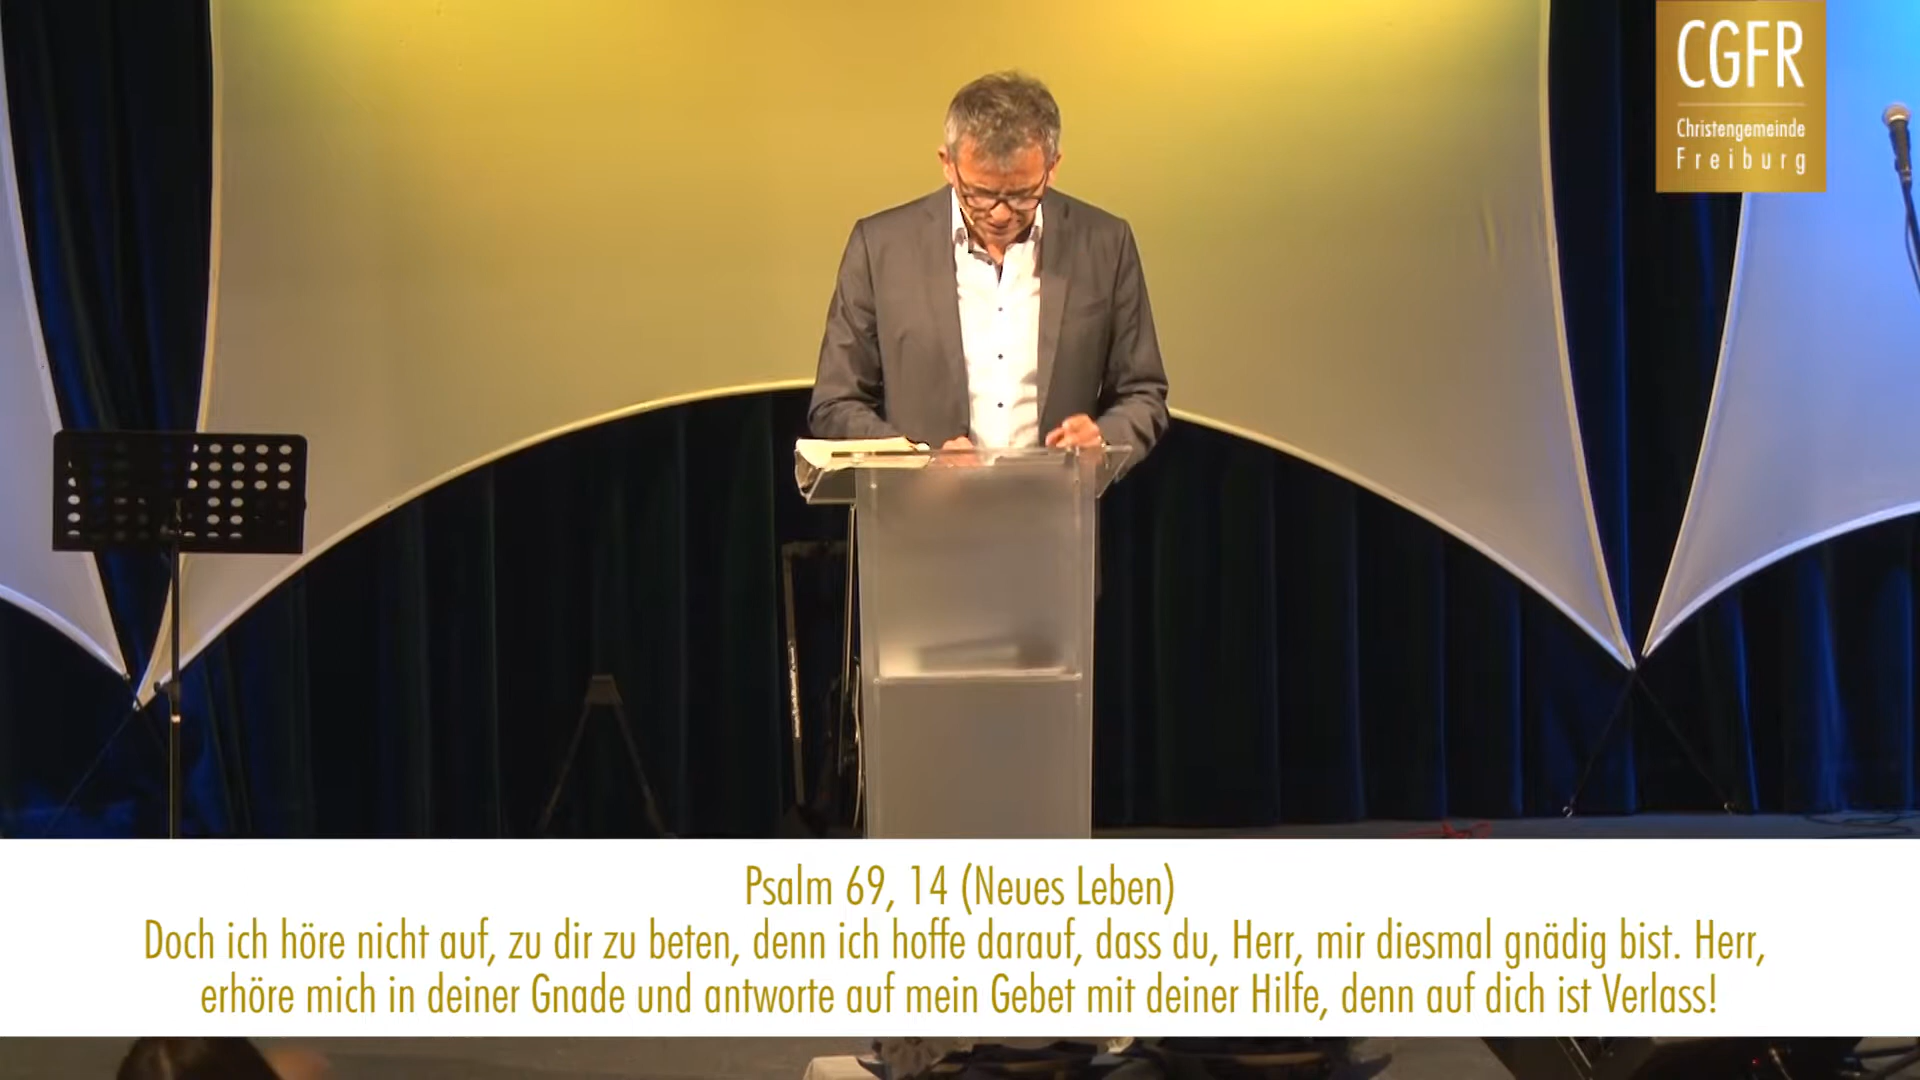 CGFR
Christengemeinde
Freiburg
Psalm 69, 14 (Neues Leben)
Doch ich höre nicht auf, zu dir zu beten, denn ich hoffe darauf, dass du, Herr, mir diesmal gnädig bist. Herr,
erhöre mich in deiner Gnade und antworte auf mein Gebet mit deiner Hilfe, denn auf dich ist Verlass!